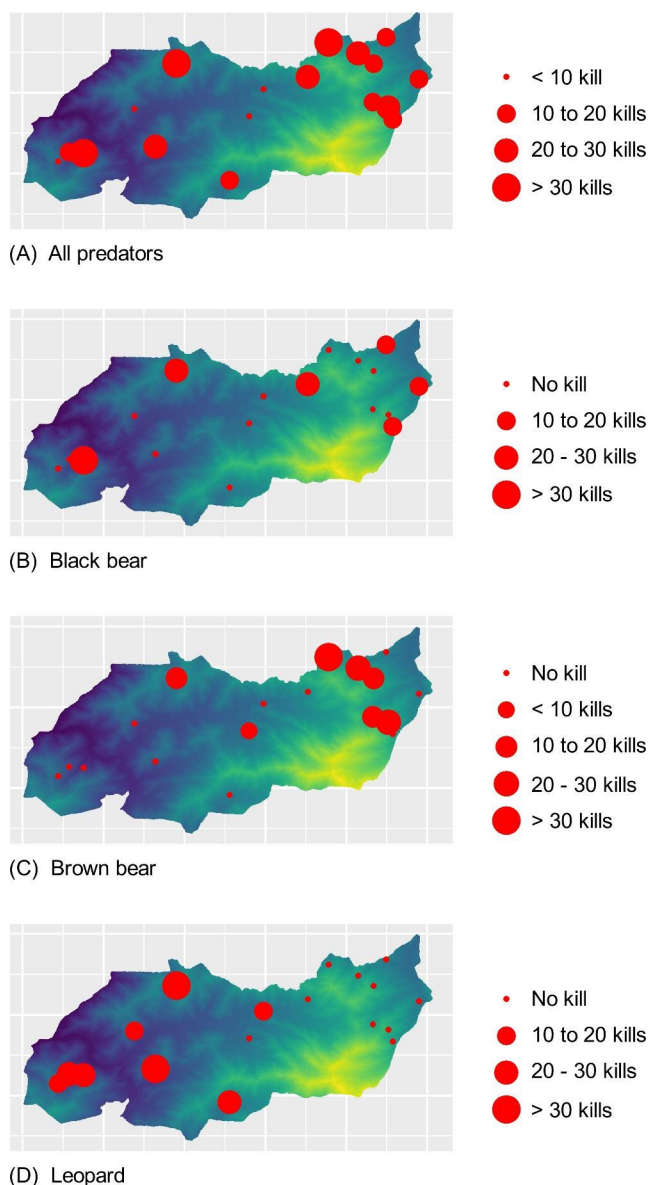 < 10 kill
10 to 20 kills
20 to 30 kills
> 30 kills
(A) All predators
No kill
10 to 20 kills
20 - 30 kills
> 30 kills
(B) Black bear
No kill
< 10 kills
10 to 20 kills
20 - 30 kills
> 30 kills
(C) Brown bear
No kill
10 to 20 kills
20 - 30 kills
> 30 kills
(D) Leopard